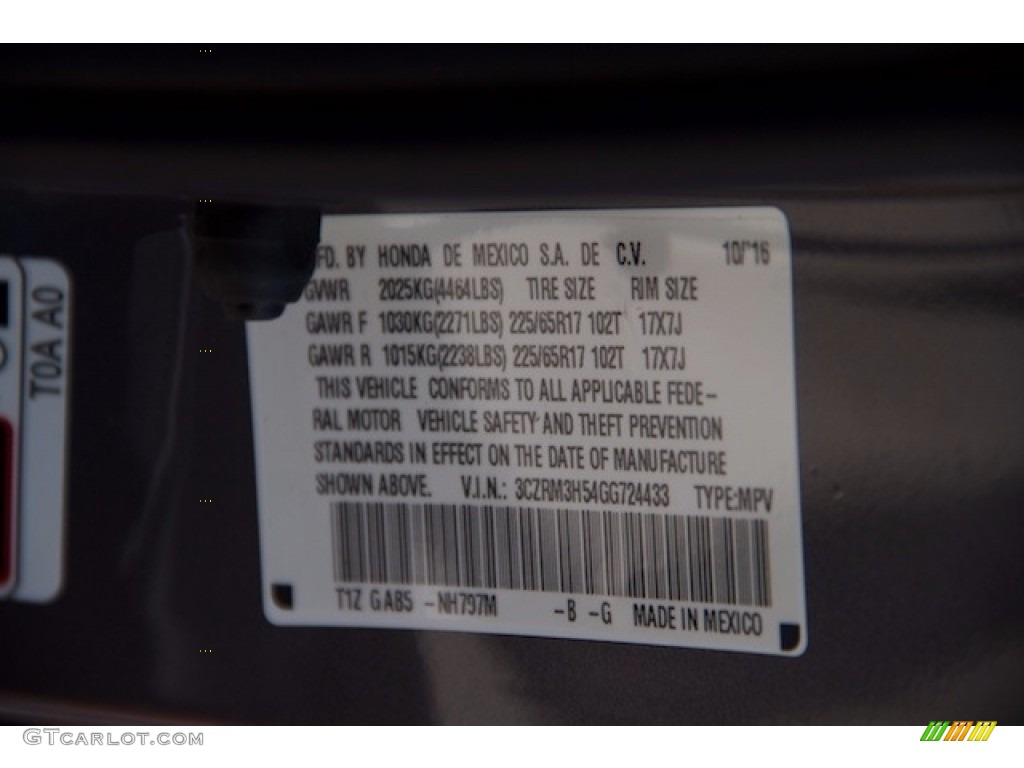 MFD. BY HONDA DE MEXICO S.A. DE C.V. 10/'16
GVWR 2025KG(4464LBS) TIRE SIZE RIM SIZE
GAWR F 1030KG(2271LBS) 225/65R17 102T 17X7J
GAWR R 1015KG(2238LBS) 225/65R17 102T 17X7J
THIS VEHICLE CONFORMS TO ALL APPLICABLE FEDE-
RAL MOTOR VEHICLE SAFETY AND THEFT PREVENTION
STANDARDS IN EFFECT ON THE DATE OF MANUFACTURE
SHOWN ABOVE. V.I.N.: 3CZRM3H54GG724433 TYPE:MPV
T1Z GAB5 -NH797M -B -G MADE IN MEXICO
T0A A0
GTCARLOT.COM